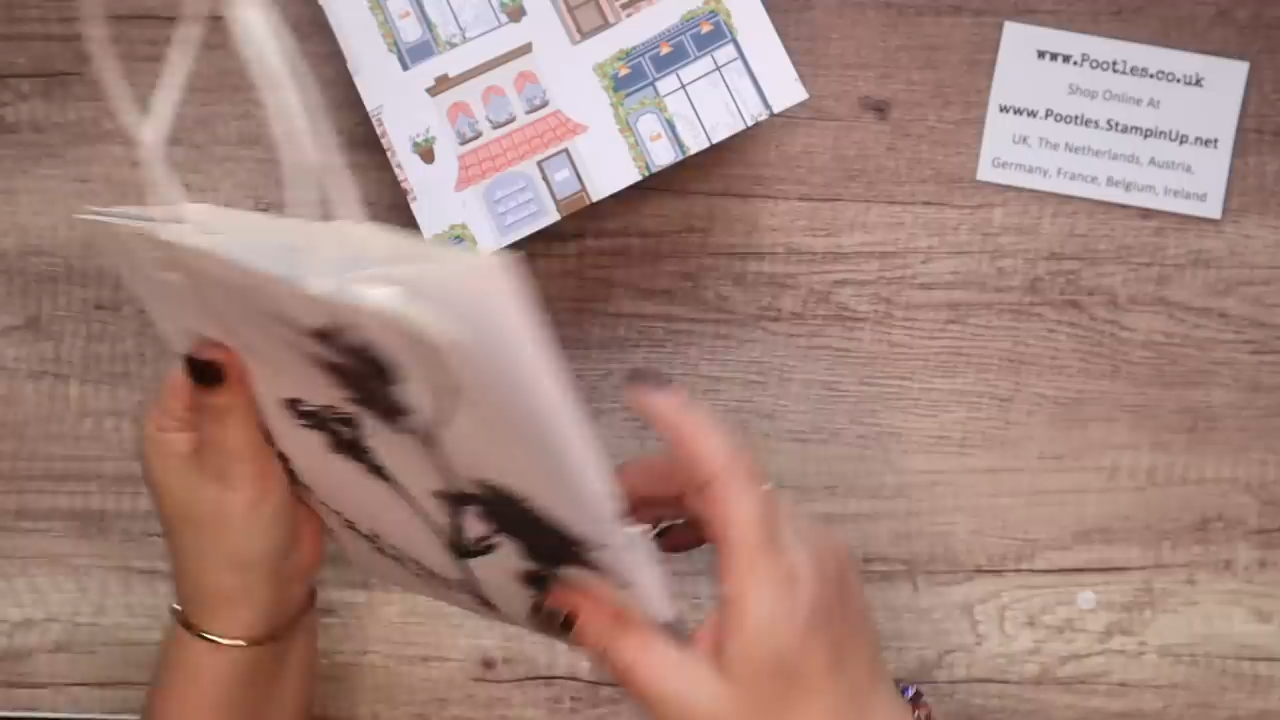 www.Pootles.co.uk
Shop Online At
www.Pootles.StampinUp.net
UK, The Netherlands, Austria,
Germany, France, Belgium, Ireland